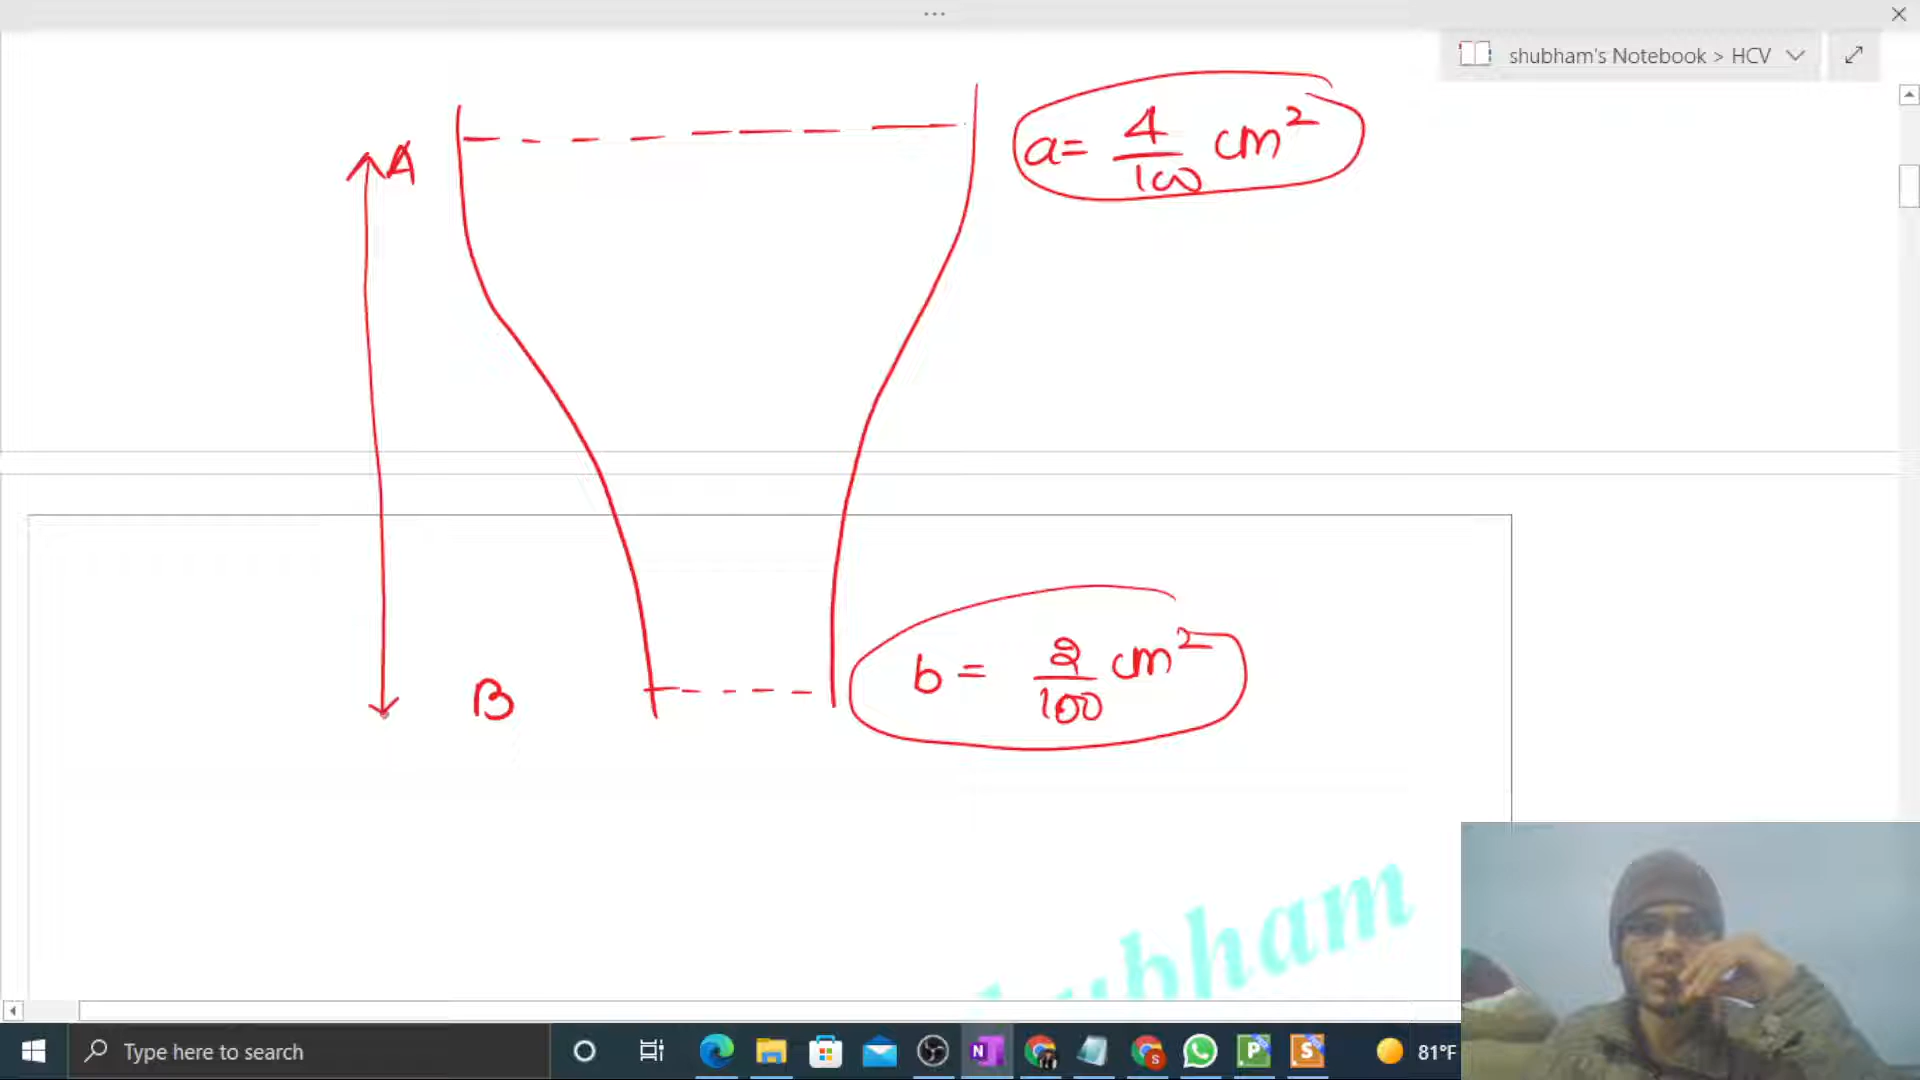 shubham's Notebook > HCV
A
a = 4/100 cm²
B
b = 2/100 cm²
shubham
Type here to search
81°F